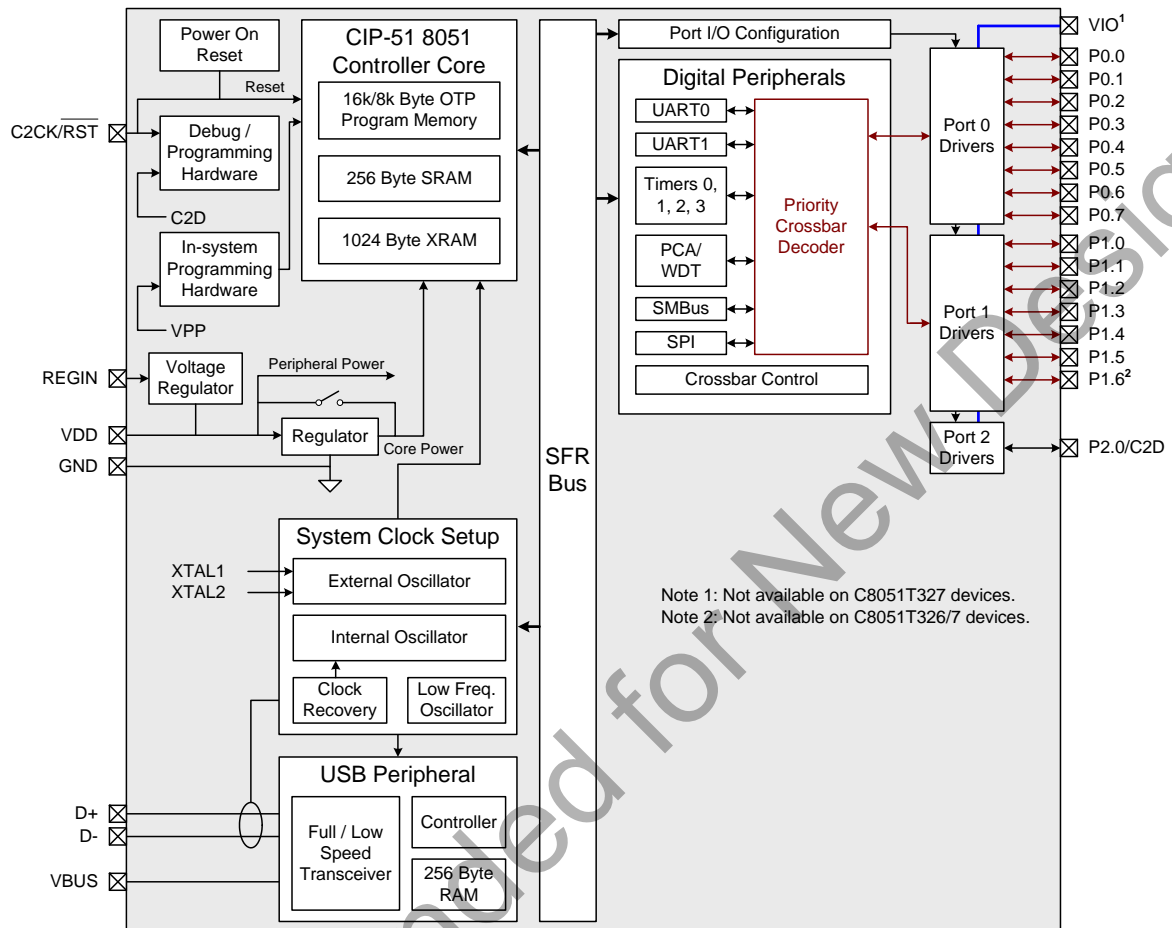 Power On
Reset
Reset
C2CK/RST
Debug /
Programming
Hardware
C2D
In-system
Programming
Hardware
VPP
CIP-51 8051
Controller Core
16k/8k Byte OTP
Program Memory
256 Byte SRAM
1024 Byte XRAM
REGIN
Voltage
Regulator
Peripheral Power
VDD
Regulator
Core Power
GND
System Clock Setup
XTAL1
XTAL2
External Oscillator
Internal Oscillator
Clock
Recovery
Low Freq.
Oscillator
USB Peripheral
D+
D-
VBUS
Full / Low
Speed
Transceiver
Controller
256 Byte
RAM
SFR
Bus
Port I/O Configuration
Digital Peripherals
UART0
UART1
Timers 0,
1, 2, 3
PCA/
WDT
SMBus
SPI
Priority
Crossbar
Decoder
Crossbar Control
Port 0
Drivers
Port 1
Drivers
Port 2
Drivers
VIO¹
P0.0
P0.1
P0.2
P0.3
P0.4
P0.5
P0.6
P0.7
P1.0
P1.1
P1.2
P1.3
P1.4
P1.5
P1.6²
P2.0/C2D
Note 1: Not available on C8051T327 devices.
Note 2: Not available on C8051T326/7 devices.
for New Desig